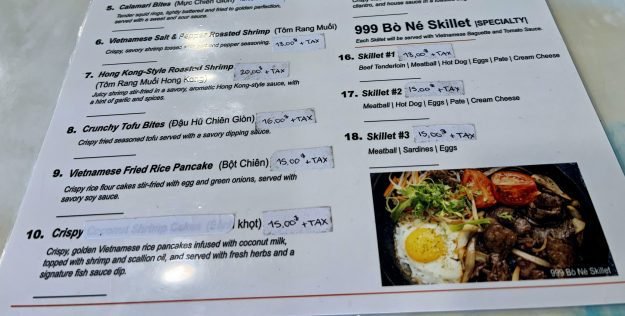 5. Calamari Bites (Mực Chiên Giòn)
Tender squid rings, lightly battered and fried to golden perfection,
served with a sweet and sour sauce.
6. Vietnamese Salt & Pepper Roasted Shrimp (Tôm Rang Muối)
Crispy, savory shrimp tossed and pepper seasoning. 18.00$ + TAX
7. Hong Kong-Style Roasted Shrimp 20,00$ + TAX
(Tôm Rang Muối Hong Kong)
Juicy shrimp stir-fried in a savory, aromatic Hong Kong-style sauce, with
a hint of garlic and spices.
8. Crunchy Tofu Bites (Đậu Hũ Chiên Giòn) 16,00$ + TAX
Crispy fried seasoned tofu served with a savory dipping sauce.
9. Vietnamese Fried Rice Pancake (Bột Chiên) 15,00$ + TAX
Crispy rice flour cakes stir-fried with egg and green onions, served with
savory soy sauce.
10. Crispy Coconut Shrimp Cakes khọt) 15,00$ + TAX
Crispy, golden Vietnamese rice pancakes infused with coconut milk,
topped with shrimp and scallion oil, and served with fresh herbs and a
signature fish sauce dip.
cilantro, and house sauce in a toasted
999 Bò Né Skillet [SPECIALTY]
Each Skillet will be served with Vietnamese Baguette and Tomato Sauce.
16. Skillet #1 18,00$ + TAX
Beef Tenderloin | Meatball | Hot Dog | Eggs | Pate | Cream Cheese
17. Skillet #2 15,00$ + TAX
Meatball | Hot Dog | Eggs | Pate | Cream Cheese
18. Skillet #3 15,00$ + TAX
Meatball | Sardines | Eggs
999 Bò Né Skillet